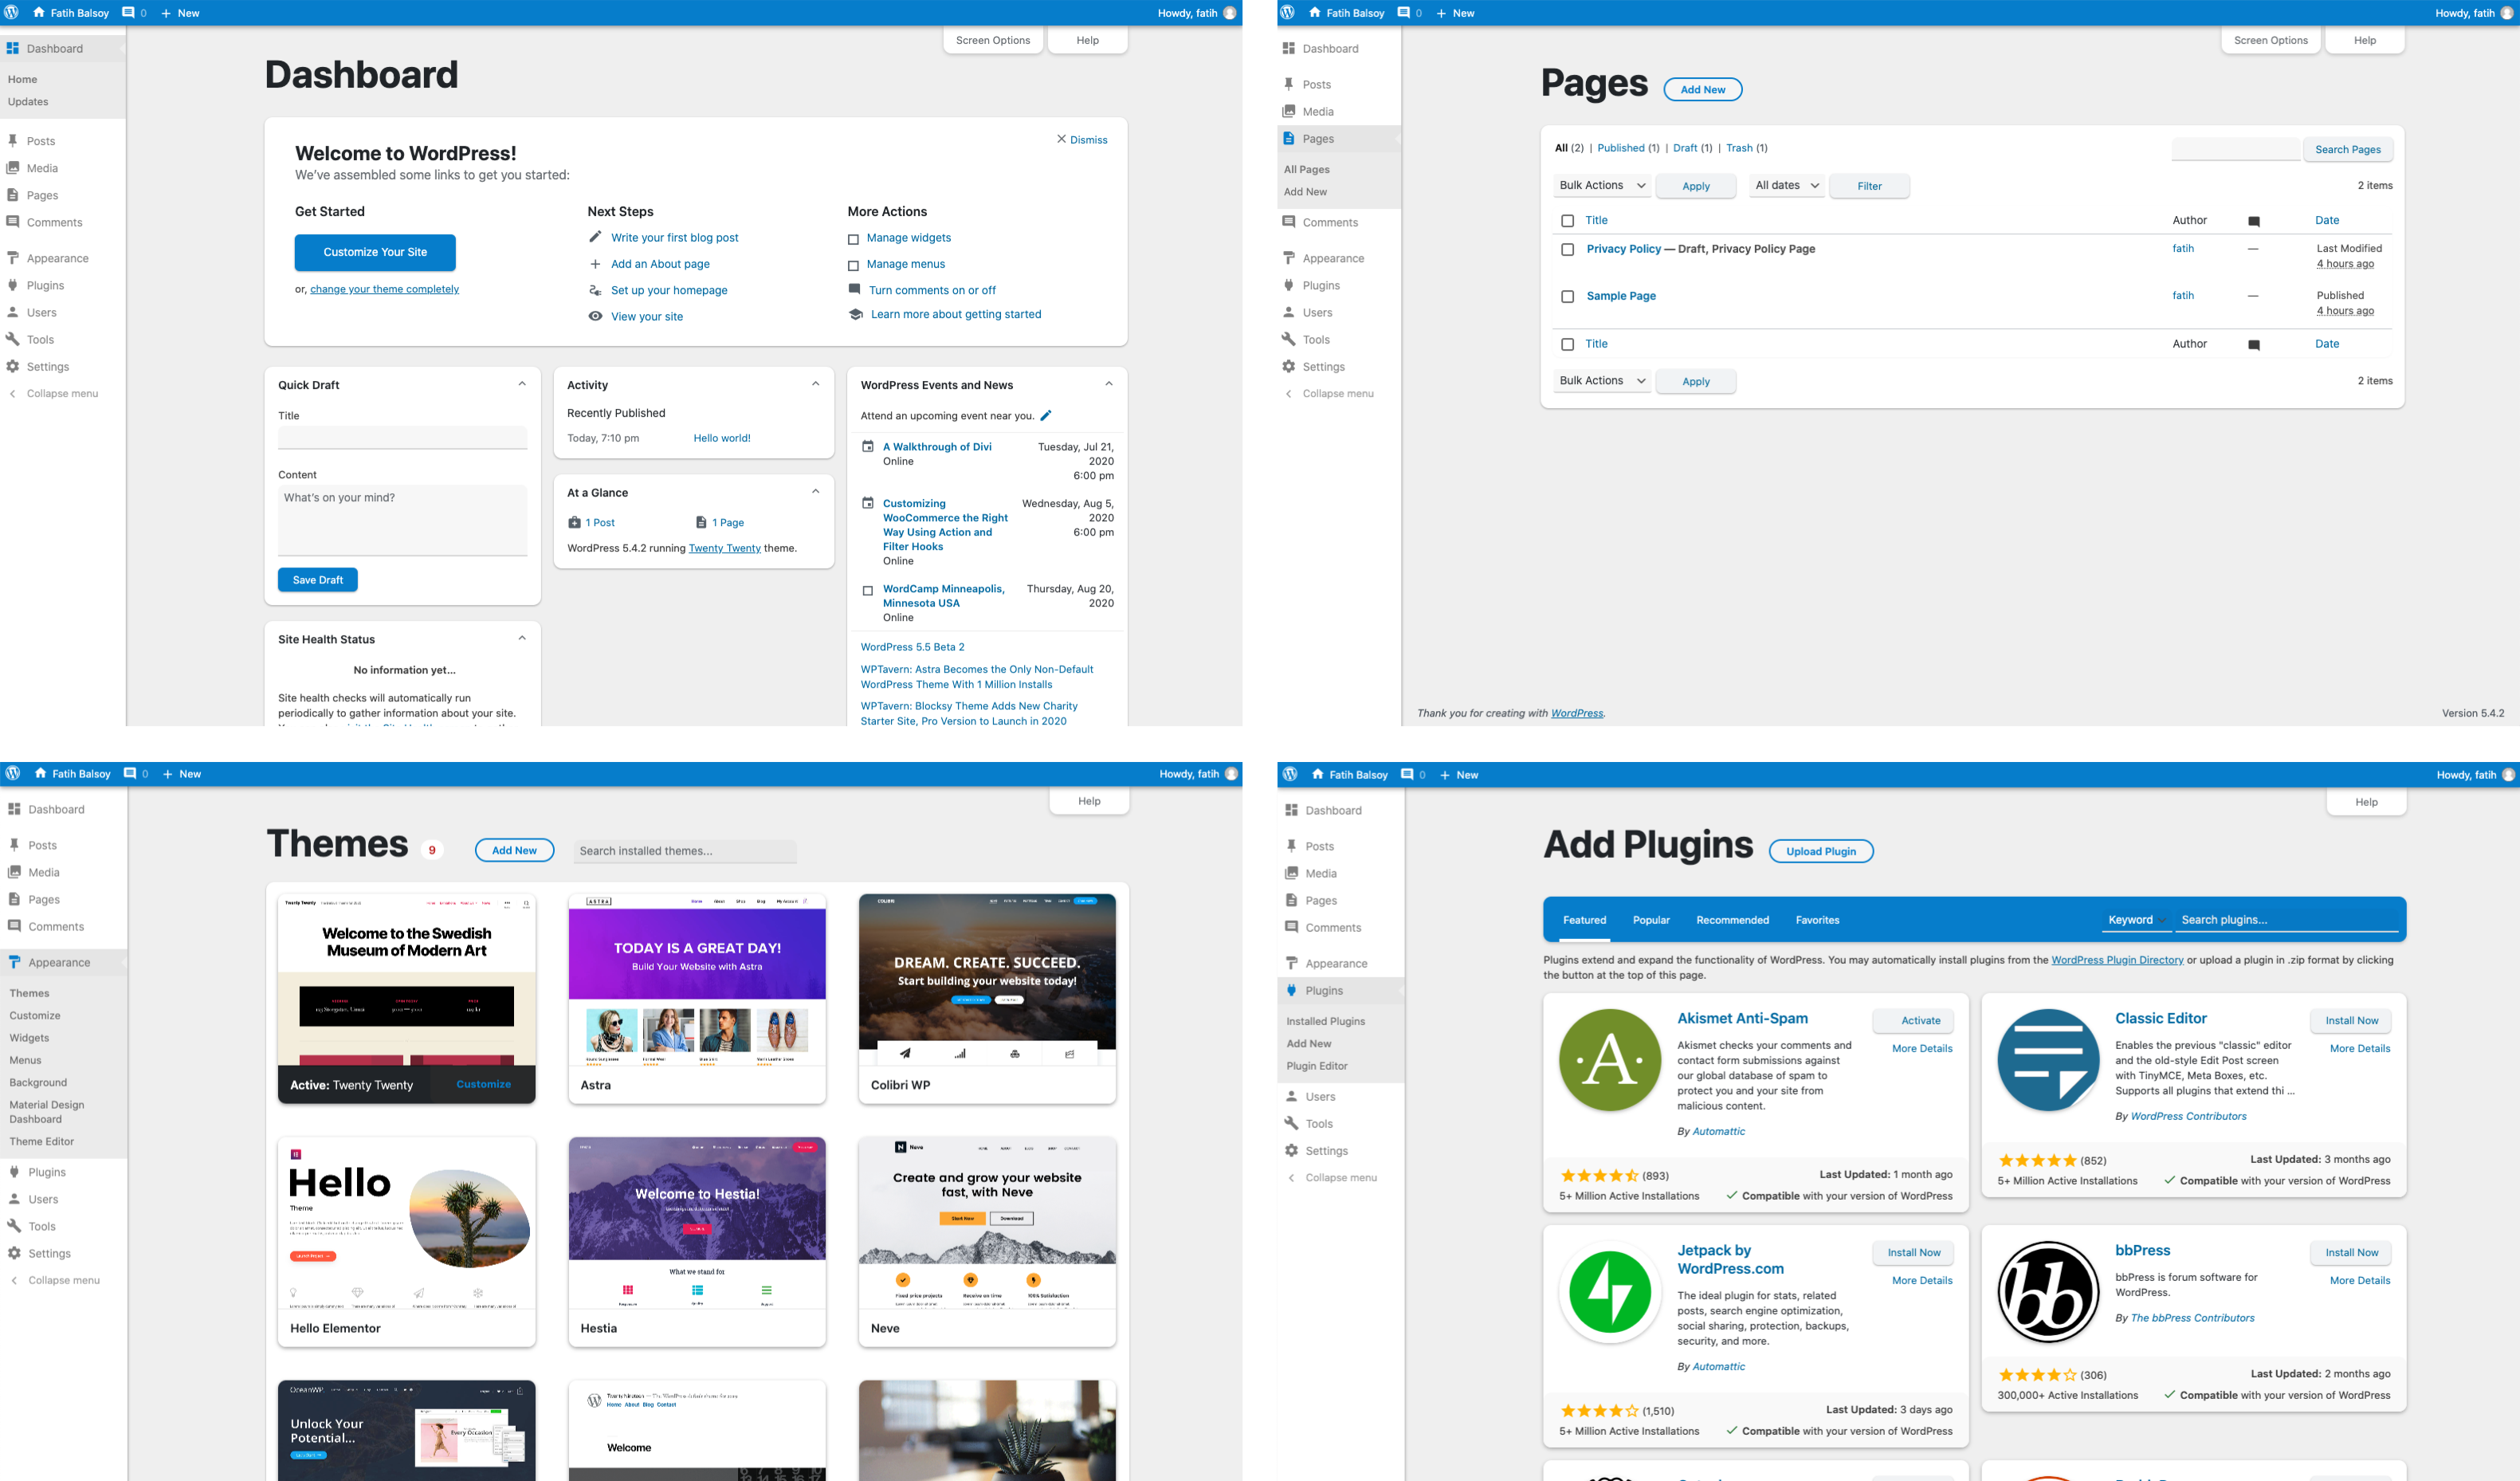 Fatih Balsoy 0 + New Howdy, fatih
Dashboard
Home
Updates
Posts
Media
Pages
Comments
Appearance
Plugins
Users
Tools
Settings
Collapse menu
Screen Options Help
Dashboard
Dismiss
Welcome to WordPress!
We've assembled some links to get you started:
Get Started
Customize Your Site
or, change your theme completely
Next Steps
Write your first blog post
Add an About page
Set up your homepage
View your site
More Actions
Manage widgets
Manage menus
Turn comments on or off
Learn more about getting started
Quick Draft
Title
Content
What's on your mind?
Save Draft
Site Health Status
No information yet...
Site health checks will automatically run
periodically to gather information about your site.
Activity
Recently Published
Today, 7:10 pm Hello world!
At a Glance
1 Post 1 Page
WordPress 5.4.2 running Twenty Twenty theme.
WordPress Events and News
Attend an upcoming event near you.
A Walkthrough of Divi Tuesday, Jul 21,
Online 2020
6:00 pm
Customizing Wednesday, Aug 5,
WooCommerce the Right 2020
Way Using Action and 6:00 pm
Filter Hooks
Online
WordCamp Minneapolis, Thursday, Aug 20,
Minnesota USA 2020
Online
WordPress 5.5 Beta 2
WPTavern: Astra Becomes the Only Non-Default
WordPress Theme With 1 Million Installs
WPTavern: Blocksy Theme Adds New Charity
Starter Site, Pro Version to Launch in 2020
Fatih Balsoy 0 + New Howdy, fatih
Dashboard
Posts
Media
Pages
All Pages
Add New
Comments
Appearance
Plugins
Users
Tools
Settings
Collapse menu
Screen Options Help
Pages Add New
All (2) | Published (1) | Draft (1) | Trash (1) Search Pages
Bulk Actions Apply All dates Filter 2 items
Title Author Date
Privacy Policy — Draft, Privacy Policy Page fatih — Last Modified
4 hours ago
Sample Page fatih — Published
4 hours ago
Title Author Date
Bulk Actions Apply 2 items
Thank you for creating with WordPress. Version 5.4.2
Fatih Balsoy 0 + New Howdy, fatih
Dashboard
Posts
Media
Pages
Comments
Appearance
Themes
Customize
Widgets
Menus
Background
Material Design
Dashboard
Theme Editor
Plugins
Users
Tools
Settings
Collapse menu
Help
Themes 9 Add New Search installed themes...
Twenty Twenty
Welcome to the Swedish
Museum of Modern Art
Active: Twenty Twenty Customize
ASTRA
TODAY IS A GREAT DAY!
Build Your Website with Astra
Astra
COLIBRI
DREAM. CREATE. SUCCEED.
Start building your website today!
Colibri WP
Hello
Theme
Hello Elementor
Welcome to Hestia!
What we stand for
Hestia
Neve
Create and grow your website
fast, with Neve
Start Now Download
Fixed price projects Receive on time 100% Satisfaction
Neve
OceanWP
Unlock Your
Potential...
Every Occasion
Home About Blog Contact
Welcome
Fatih Balsoy 0 + New Howdy, fatih
Dashboard
Posts
Media
Pages
Comments
Appearance
Plugins
Installed Plugins
Add New
Plugin Editor
Users
Tools
Settings
Collapse menu
Help
Add Plugins Upload Plugin
Featured Popular Recommended Favorites Keyword Search plugins...
Plugins extend and expand the functionality of WordPress. You may automatically install plugins from the WordPress Plugin Directory or upload a plugin in .zip format by clicking
the button at the top of this page.
A
Akismet Anti-Spam Activate
More Details
Akismet checks your comments and
contact form submissions against
our global database of spam to
protect you and your site from
malicious content.
By Automattic
(893) Last Updated: 1 month ago
5+ Million Active Installations Compatible with your version of WordPress
Classic Editor Install Now
More Details
Enables the previous "classic" editor
and the old-style Edit Post screen
with TinyMCE, Meta Boxes, etc.
Supports all plugins that extend thi ...
By WordPress Contributors
(852) Last Updated: 3 months ago
5+ Million Active Installations Compatible with your version of WordPress
Jetpack by
WordPress.com Install Now
More Details
The ideal plugin for stats, related
posts, search engine optimization,
social sharing, protection, backups,
security, and more.
By Automattic
(1,510) Last Updated: 3 days ago
5+ Million Active Installations Compatible with your version of WordPress
bb
bbPress Install Now
More Details
bbPress is forum software for
WordPress.
By The bbPress Contributors
(306) Last Updated: 2 months ago
300,000+ Active Installations Compatible with your version of WordPress